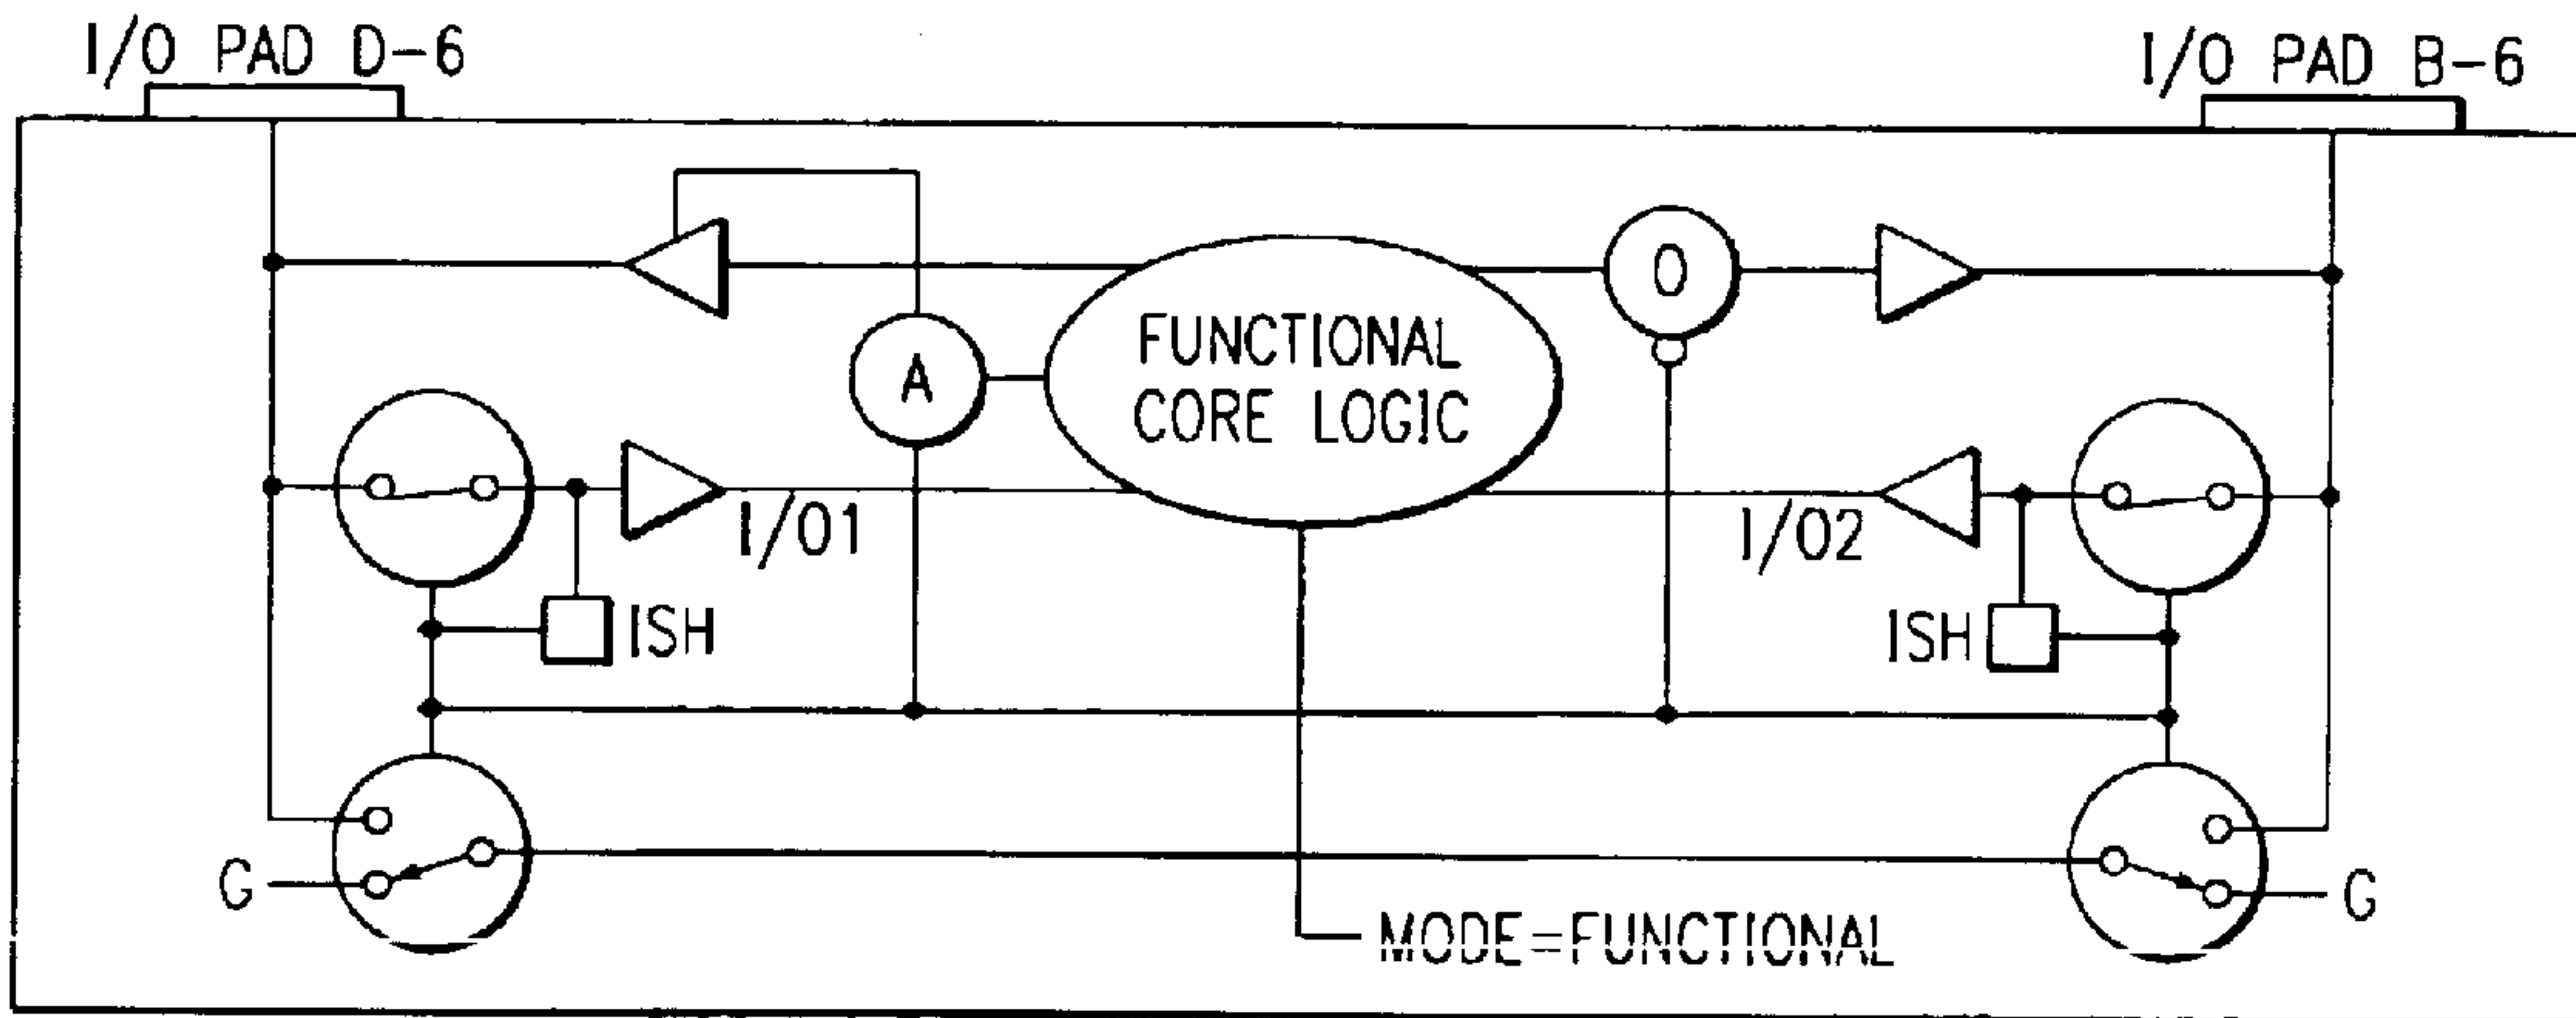 I/O PAD D-6
I/O PAD B-6
O
FUNCTIONAL
CORE LOGIC
A
I/O1
I/O2
ISH
ISH
G
G
MODE=FUNCTIONAL